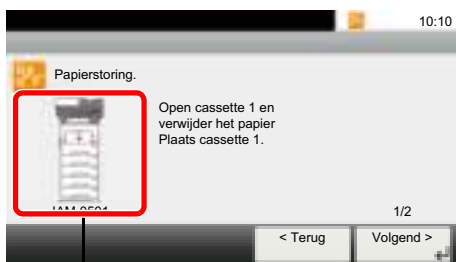 10:10
Papierstoring.
Open cassette 1 en
verwijder het papier
Plaats cassette 1.
1/2
< Terug
Volgend >